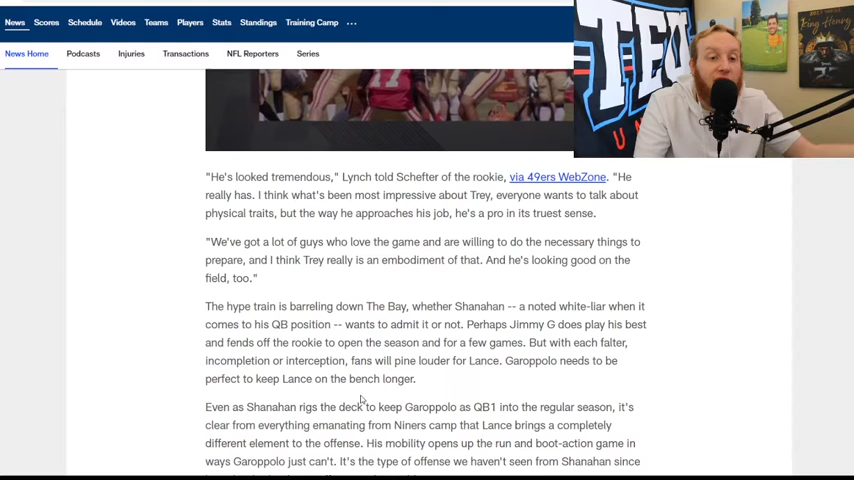 News Scores Schedule Videos Teams Players Stats Standings Training Camp ...
News Home Podcasts Injuries Transactions NFL Reporters Series
"He's looked tremendous," Lynch told Schefter of the rookie, via 49ers WebZone. "He
really has. I think what's been most impressive about Trey, everyone wants to talk about
physical traits, but the way he approaches his job, he's a pro in its truest sense.
"We've got a lot of guys who love the game and are willing to do the necessary things to
prepare, and I think Trey really is an embodiment of that. And he's looking good on the
field, too."
The hype train is barreling down The Bay, whether Shanahan -- a noted white-liar when it
comes to his QB position -- wants to admit it or not. Perhaps Jimmy G does play his best
and fends off the rookie to open the season and for a few games. But with each falter,
incompletion or interception, fans will pine louder for Lance. Garoppolo needs to be
perfect to keep Lance on the bench longer.
Even as Shanahan rigs the deck to keep Garoppolo as QB1 into the regular season, it's
clear from everything emanating from Niners camp that Lance brings a completely
different element to the offense. His mobility opens up the run and boot-action game in
ways Garoppolo just can't. It's the type of offense we haven't seen from Shanahan since
King Henry